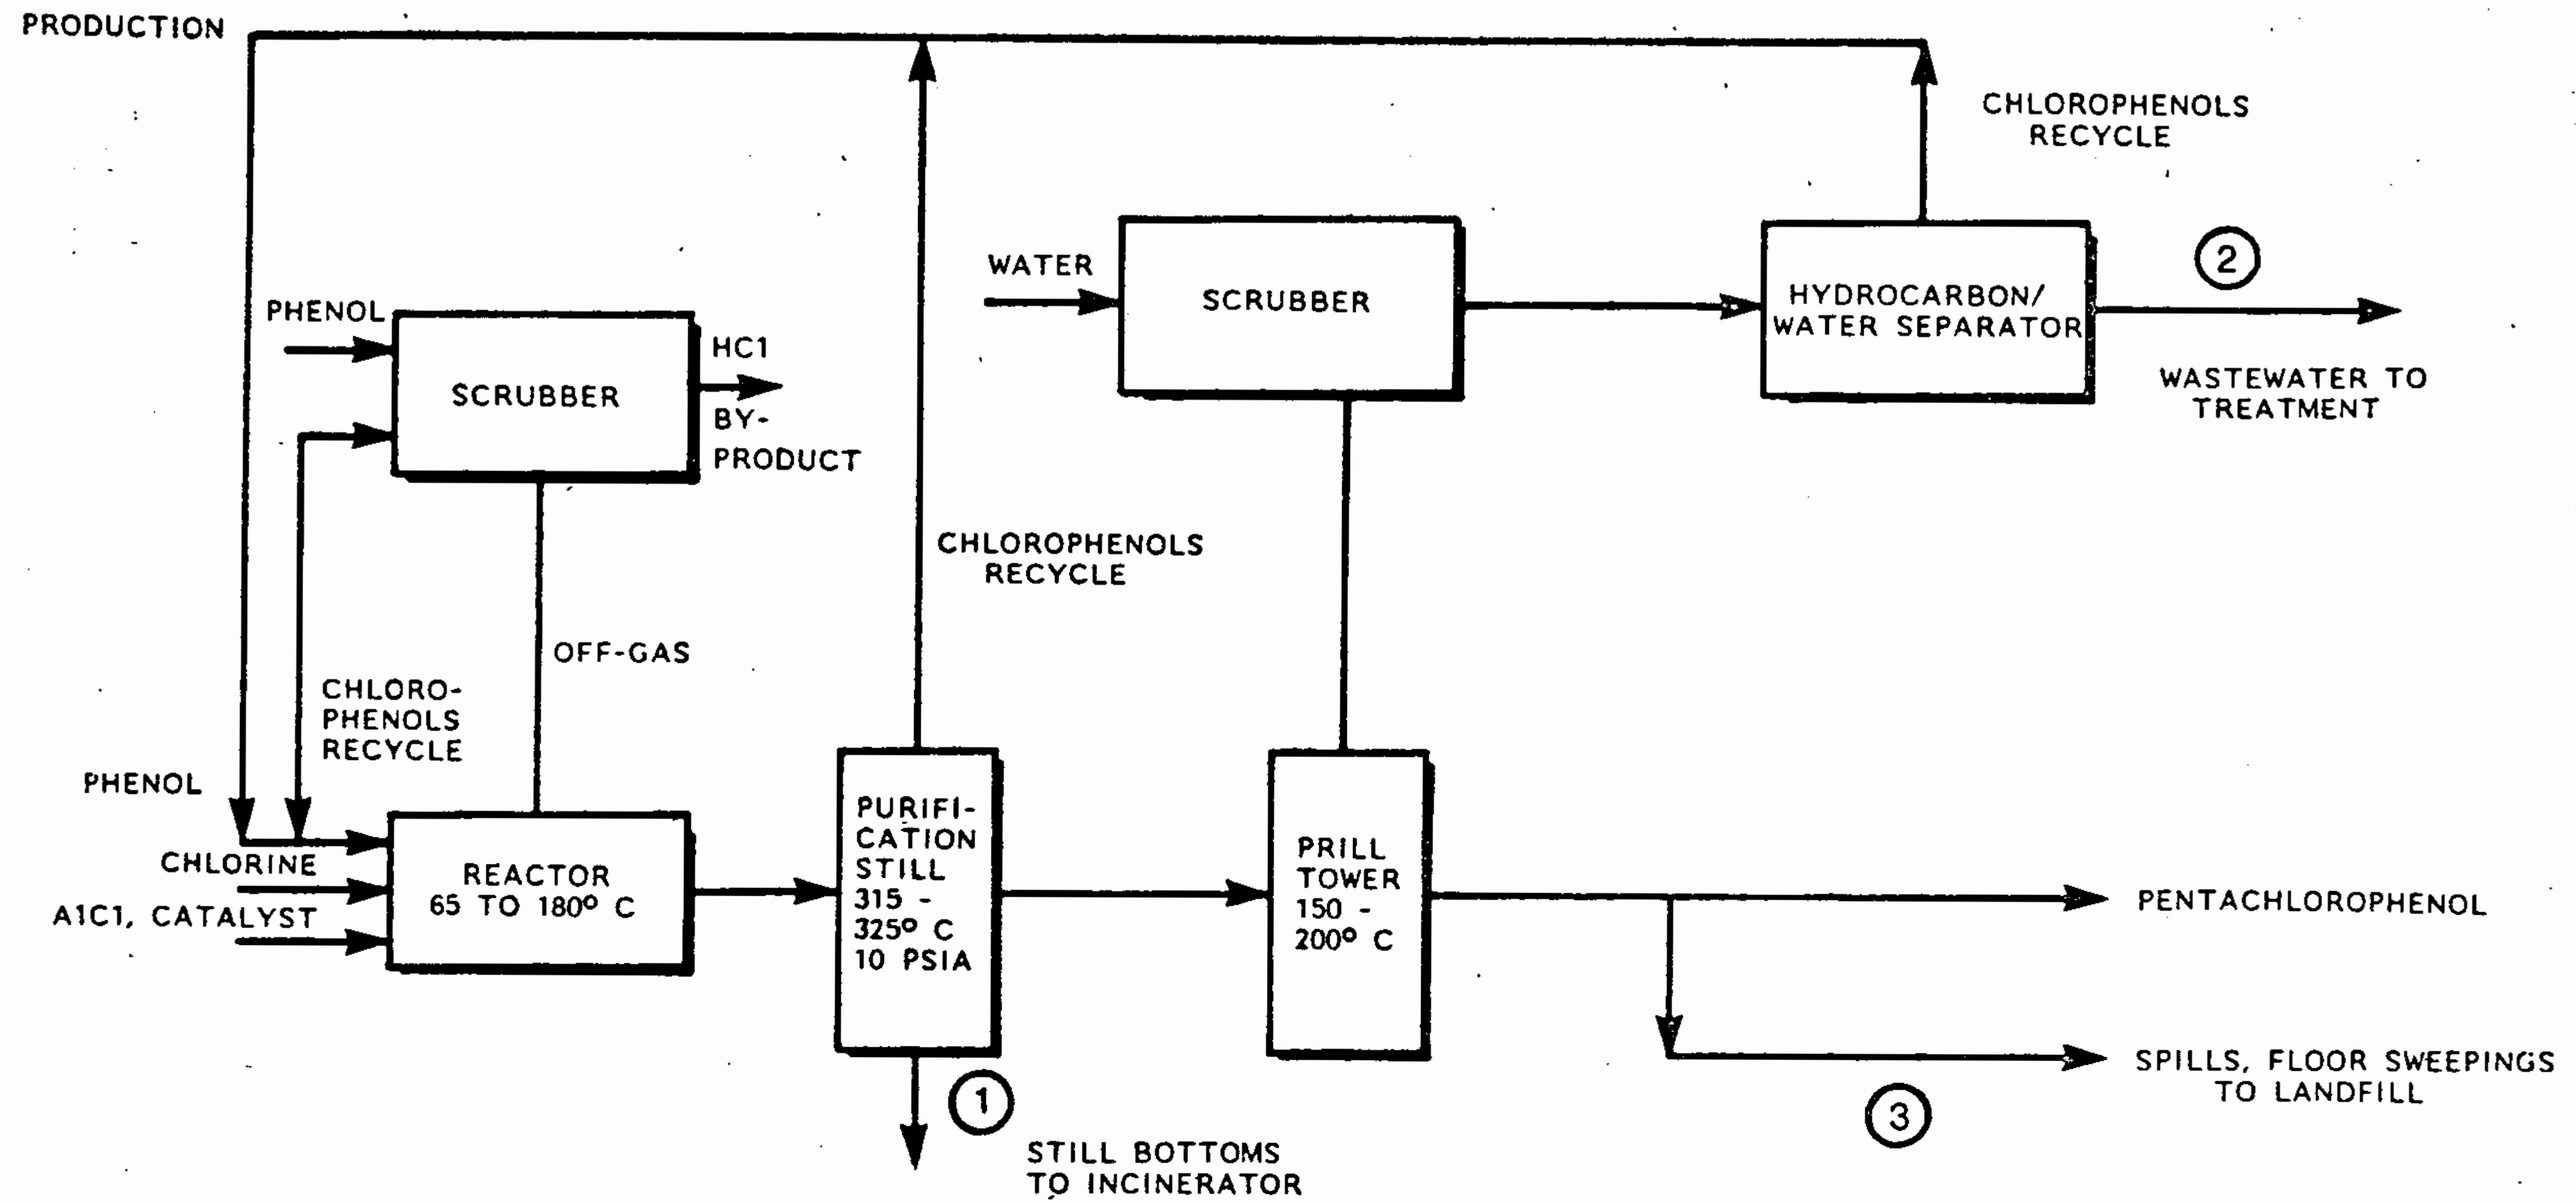 PRODUCTION
CHLOROPHENOLS
RECYCLE
WATER
SCRUBBER
HYDROCARBON/
WATER SEPARATOR
2
WASTEWATER TO
TREATMENT
PHENOL
SCRUBBER
HC1
BY-
PRODUCT
CHLOROPHENOLS
RECYCLE
OFF-GAS
CHLORO-
PHENOLS
RECYCLE
PHENOL
CHLORINE
A1C1, CATALYST
REACTOR
65 TO 180° C
PURIFI-
CATION
STILL
315 -
325° C
10 PSIA
PRILL
TOWER
150 -
200° C
PENTACHLOROPHENOL
SPILLS, FLOOR SWEEPINGS
TO LANDFILL
1
3
STILL BOTTOMS
TO INCINERATOR